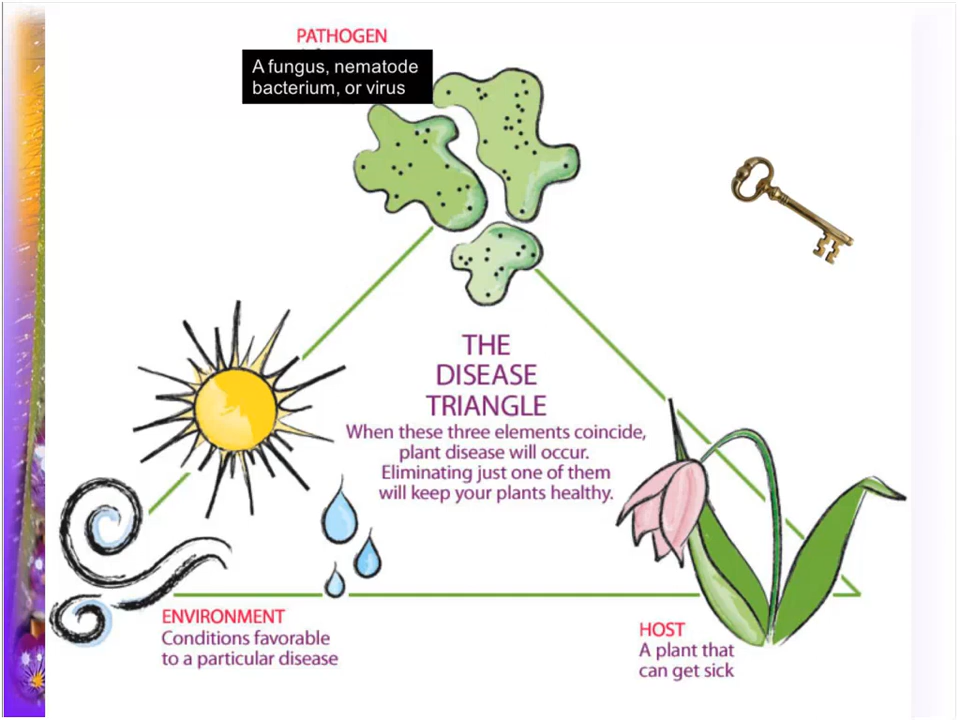 PATHOGEN
A fungus, nematode
bacterium, or virus
THE
DISEASE
TRIANGLE
When these three elements coincide,
plant disease will occur.
Eliminating just one of them
will keep your plants healthy.
ENVIRONMENT
Conditions favorable
to a particular disease
HOST
A plant that
can get sick